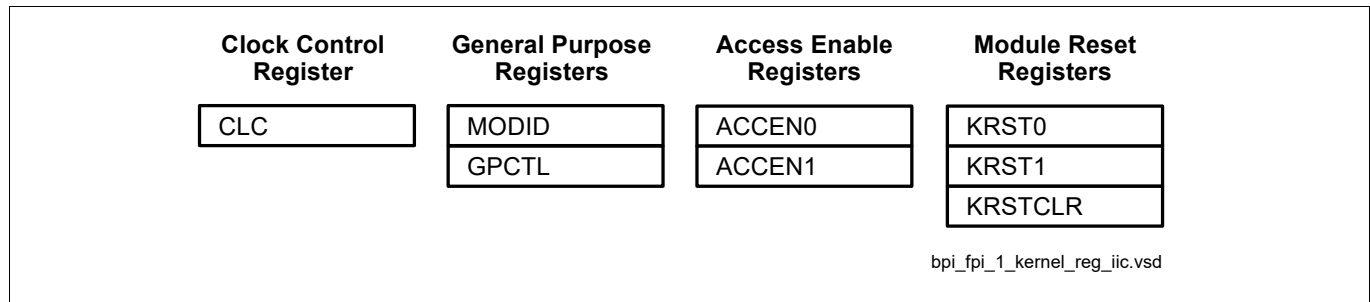 Clock Control
Register
CLC
General Purpose
Registers
MODID
GPCTL
Access Enable
Registers
ACCEN0
ACCEN1
Module Reset
Registers
KRST0
KRST1
KRSTCLR
bpi_fpi_1_kernel_reg_iic.vsd